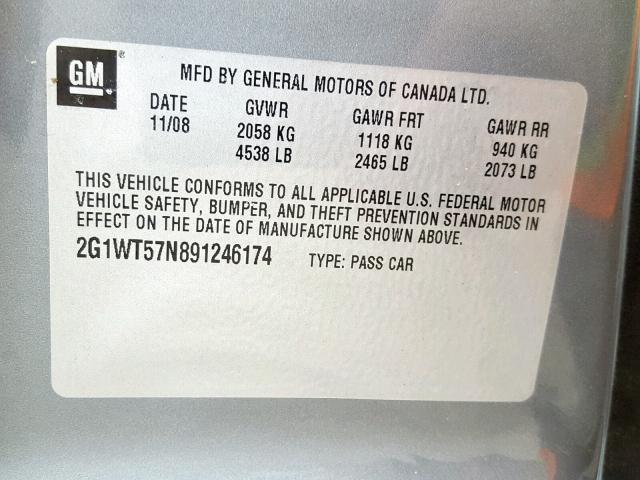 GM
MFD BY GENERAL MOTORS OF CANADA LTD.
DATE GVWR GAWR FRT GAWR RR
11/08 2058 KG 1118 KG 940 KG
4538 LB 2465 LB 2073 LB
THIS VEHICLE CONFORMS TO ALL APPLICABLE U.S. FEDERAL MOTOR
VEHICLE SAFETY, BUMPER, AND THEFT PREVENTION STANDARDS IN
EFFECT ON THE DATE OF MANUFACTURE SHOWN ABOVE.
2G1WT57N891246174 TYPE: PASS CAR